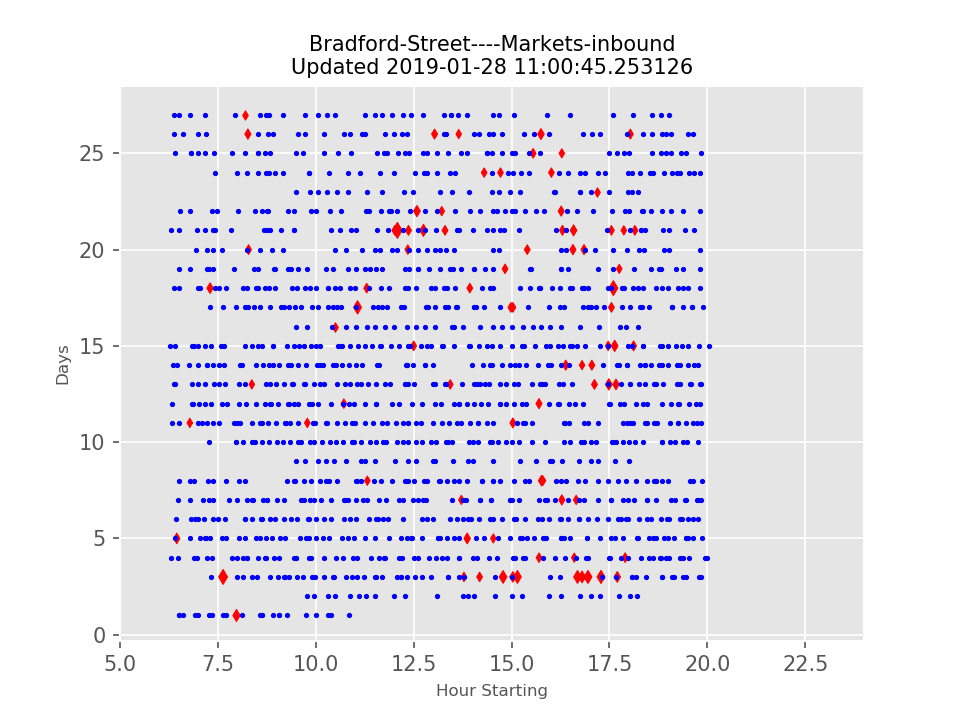 Bradford-Street----Markets-inbound
Updated 2019-01-28 11:00:45.253126
25
20
15
10
5
0
Days
5.0 7.5 10.0 12.5 15.0 17.5 20.0 22.5
Hour Starting